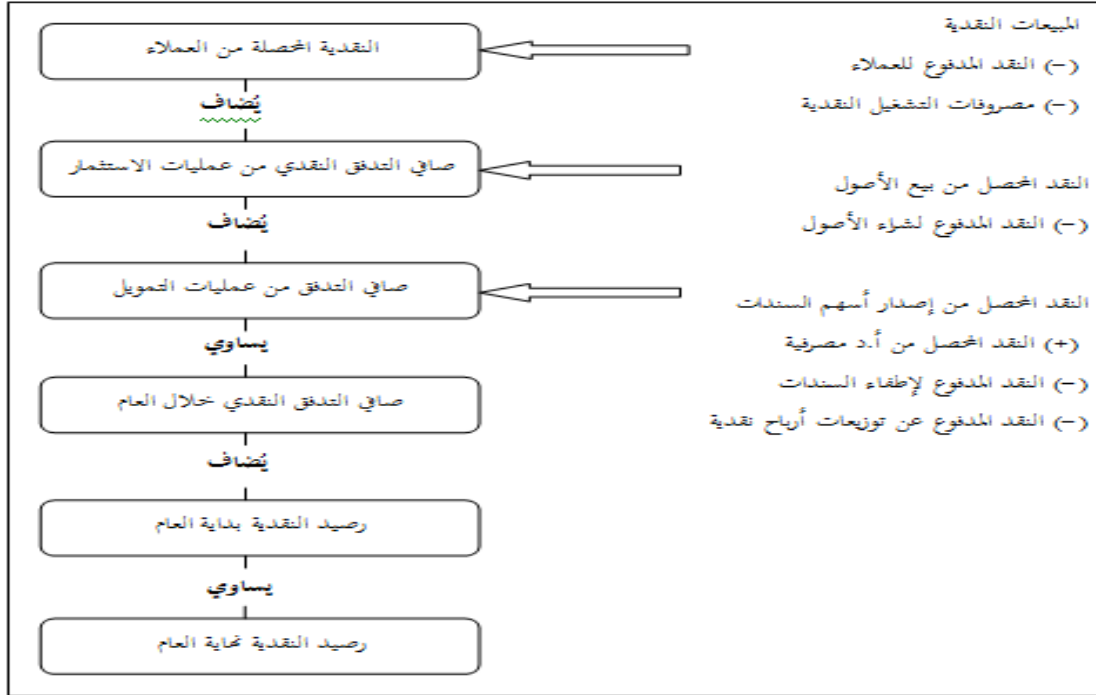 المبيعات النقدية
(–) النقد المدفوع للعملاء
(–) مصروفات التشغيل النقدية
النقدية المحصلة من العملاء
يُضاف
النقد المحصل من بيع الأصول
(–) النقد المدفوع لشراء الأصول
صافي التدفق النقدي من عمليات الاستثمار
يُضاف
النقد المحصل من إصدار أسهم السندات
(+) النقد المحصل من أ.د مصرفية
(–) النقد المدفوع لإطفاء السندات
(–) النقد المدفوع عن توزيعات أرباح نقدية
صافي التدفق من عمليات التمويل
يساوي
صافي التدفق النقدي خلال العام
يُضاف
رصيد النقدية بداية العام
يساوي
رصيد النقدية نهاية العام